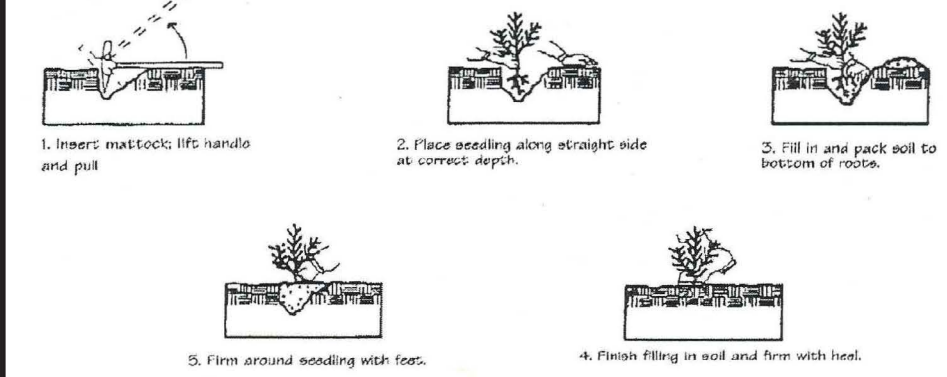 1. Insert mattock; lift handle
and pull
2. Place seedling along straight side
at correct depth.
3. Fill in and pack soil to
bottom of roots.
5. Firm around seedling with feet.
4. Finish filling in soil and firm with heel.